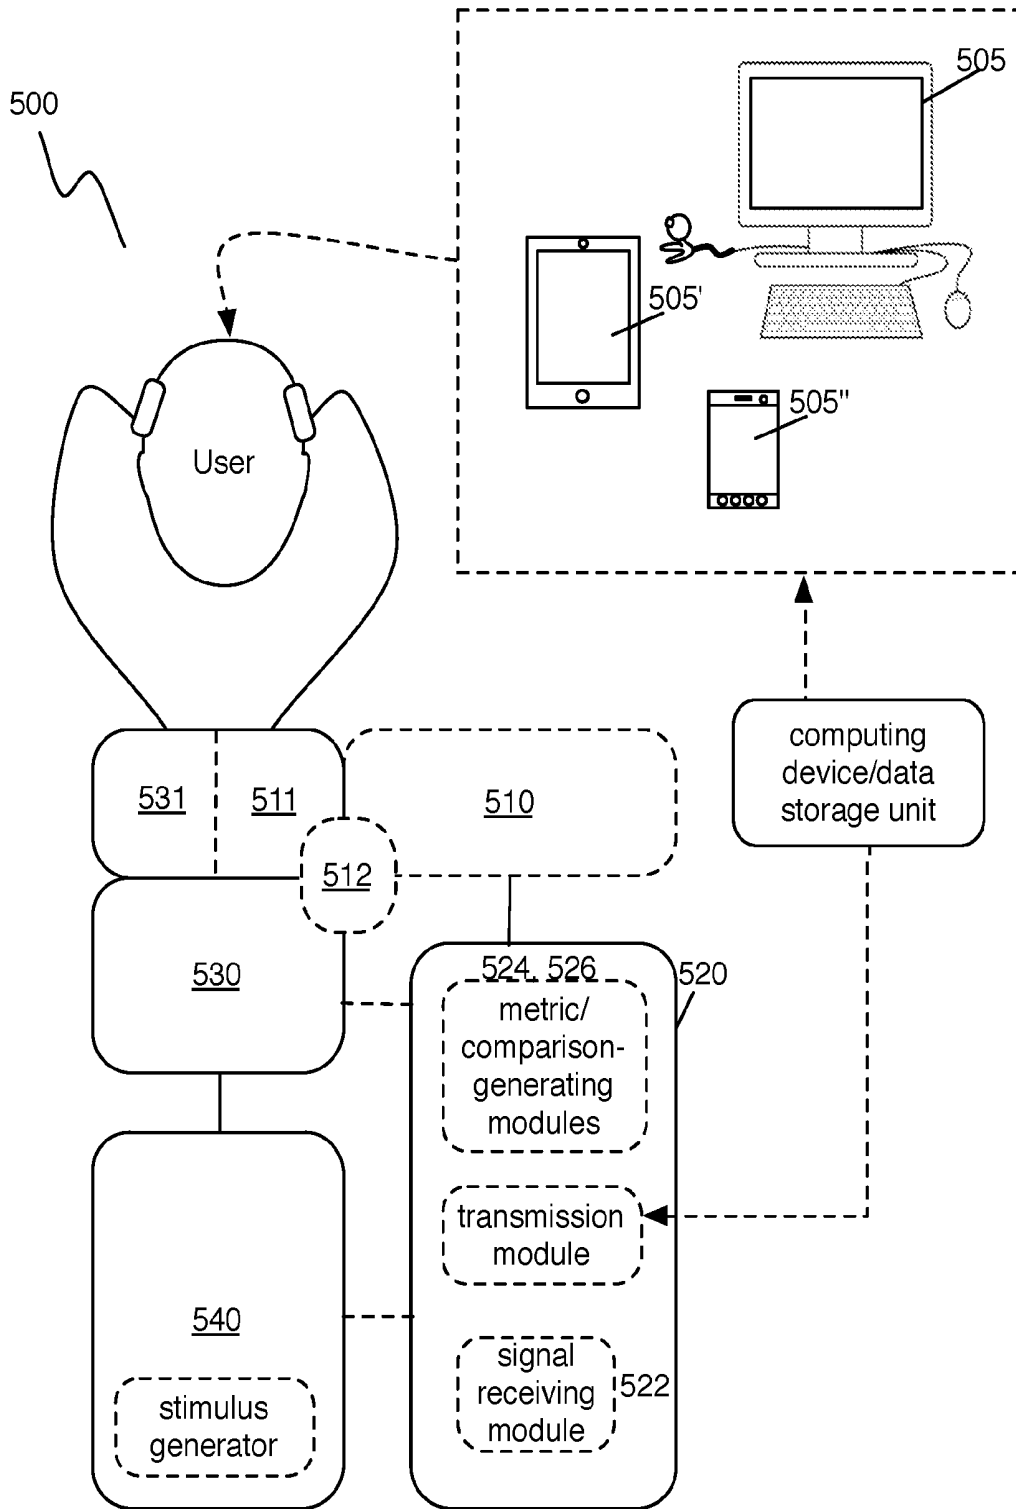 505
500
505'
505"
User
computing
device/data
storage unit
531
511
510
512
530
524, 526
520
metric/
comparison-
generating
modules
transmission
module
540
signal
receiving
module
522
stimulus
generator